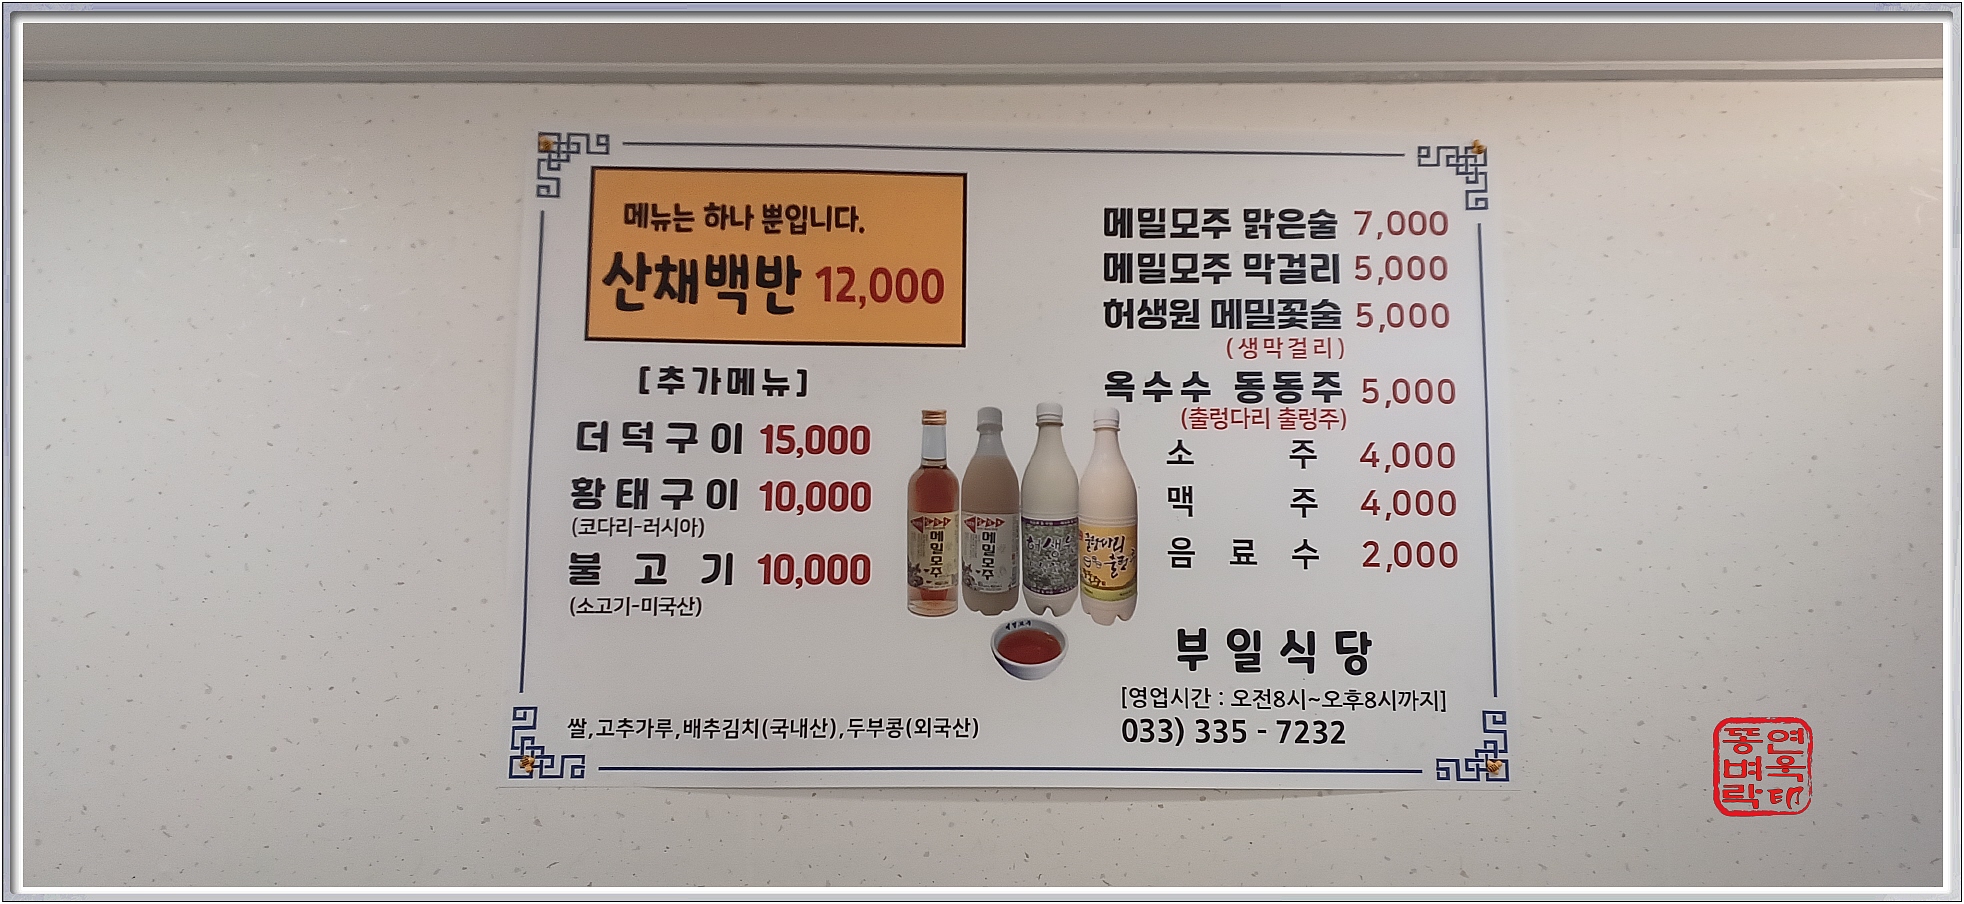 메뉴는 하나 뿐입니다.
산채백반 12,000
[추가메뉴]
더덕구이 15,000
황태구이 10,000
(코다리-러시아)
불고기 10,000
(소고기-미국산)
쌀,고추가루,배추김치(국내산),두부콩(외국산)
메밀모주 맑은술 7,000
메밀모주 막걸리 5,000
허생원 메밀꽃술 5,000
(생막걸리)
옥수수 동동주 5,000
(출렁다리 출렁주)
소주 4,000
맥주 4,000
음료수 2,000
메밀모주
메밀모주
허생
부일식당
[영업시간 : 오전8시~오후8시까지]
033) 335 - 7232
연옥
똥벼락